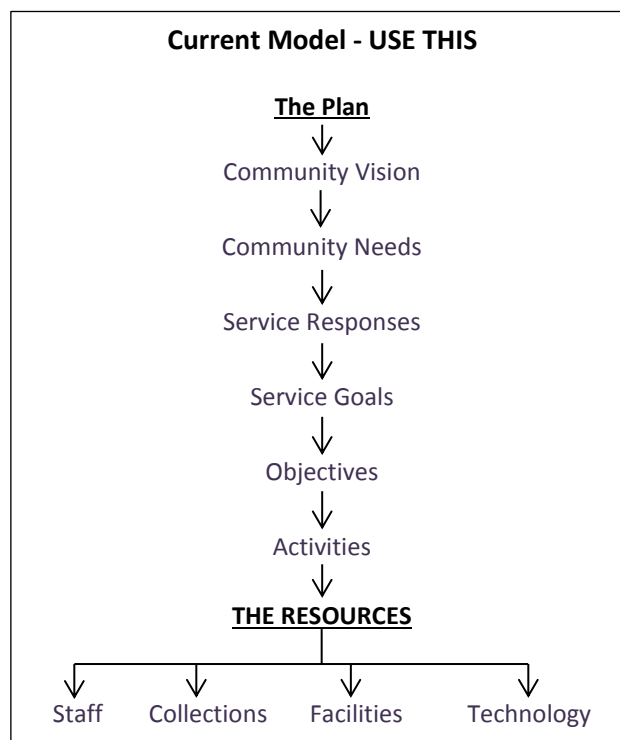 Current Model - USE THIS
The Plan
Community Vision
Community Needs
Service Responses
Service Goals
Objectives
Activities
THE RESOURCES
Staff Collections Facilities Technology